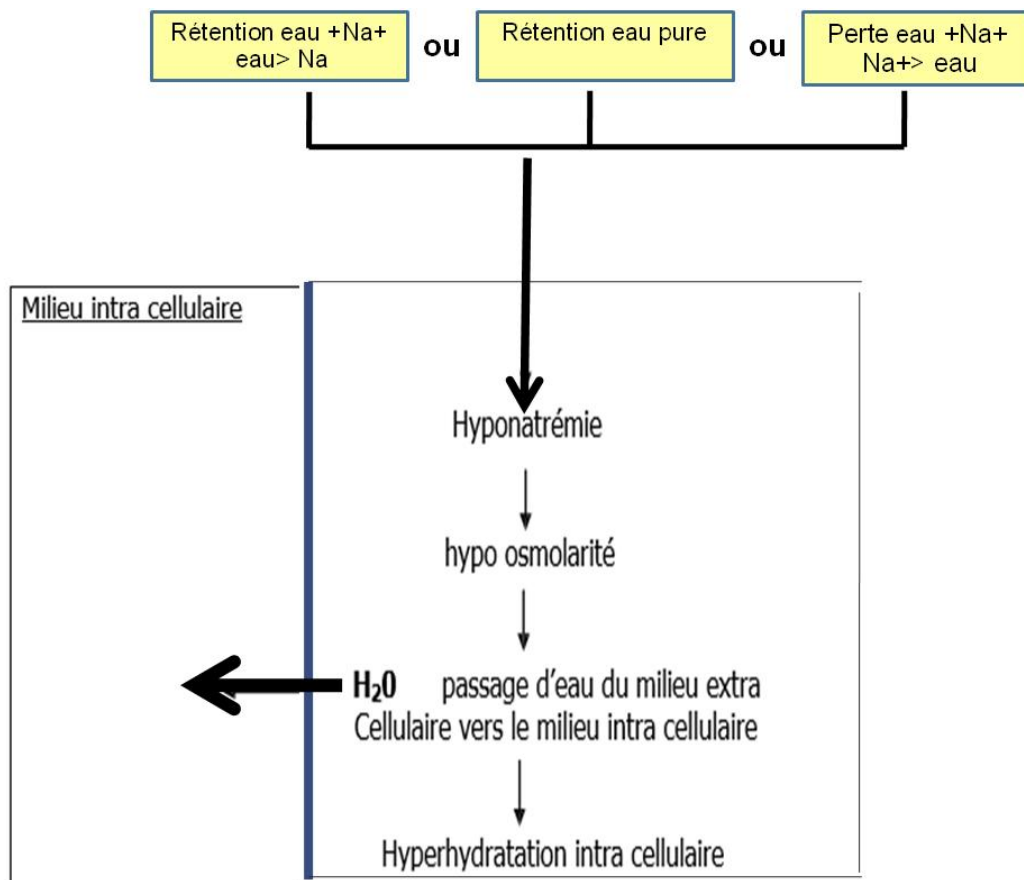 Rétention eau +Na+
eau> Na
ou
Rétention eau pure
ou
Perte eau +Na+
Na+> eau
Milieu intra cellulaire
Hyponatrémie
hypo osmolarité
H₂0 passage d'eau du milieu extra
Cellulaire vers le milieu intra cellulaire
Hyperhydratation intra cellulaire